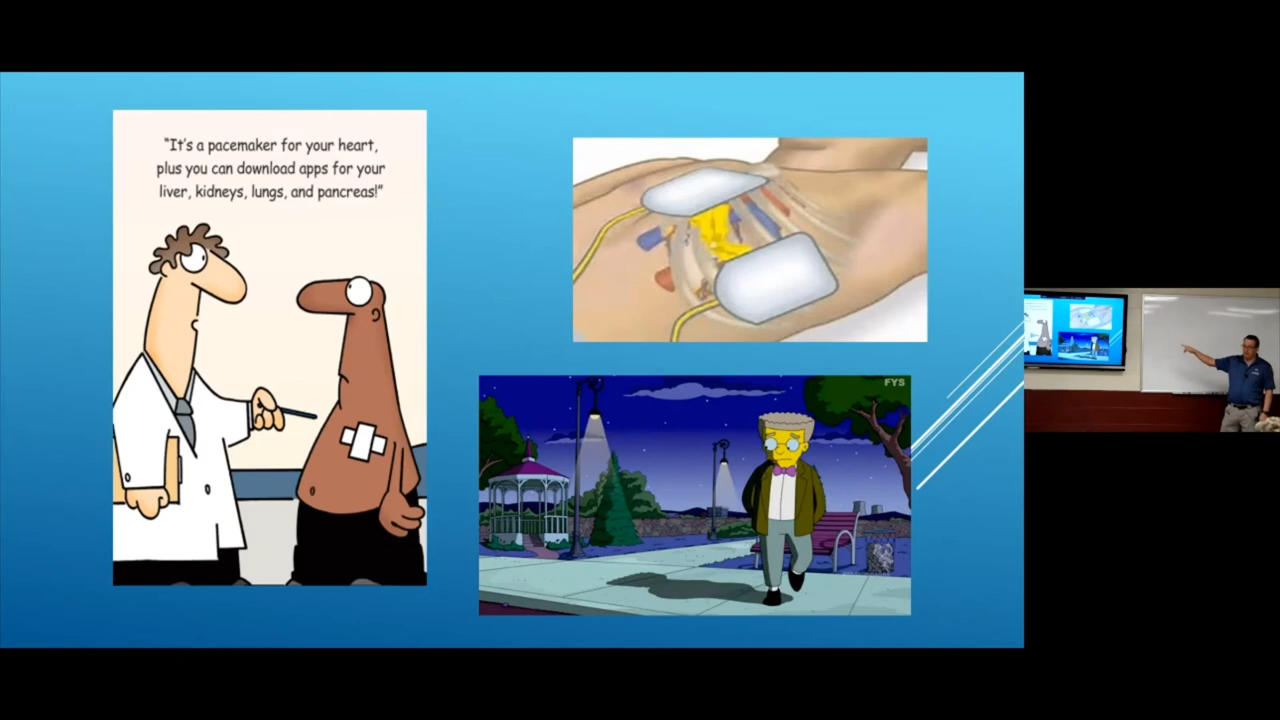 “It's a pacemaker for your heart,
plus you can download apps for your
liver, kidneys, lungs, and pancreas!”
FYS